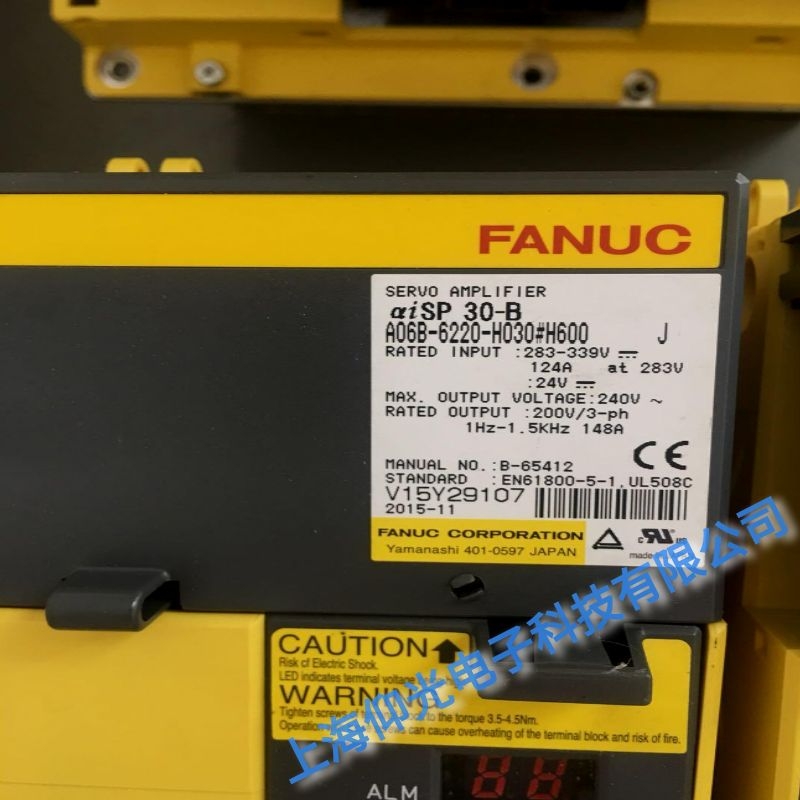 FANUC
SERVO AMPLIFIER
αiSP 30-B
A06B-6220-H030#H600 J
RATED INPUT :283-339V ⎓
124A at 283V
:24V ⎓
MAX. OUTPUT VOLTAGE:240V ~
RATED OUTPUT :200V/3-ph
1Hz-1.5KHz 148A
CE
MANUAL NO.:B-65412
STANDARD :EN61800-5-1,UL508C
V15Y29107
2015-11
FANUC CORPORATION
Yamanashi 401-0597 JAPAN
c UL us
made
上海仰光电子科技有限公司
CAUTION
Risk of Electric Shock.
LED indicates terminal voltage
WARNING
Tighten screws of to the torque 3.5-4.5Nm.
can cause overheating of the terminal block and risk of fire.
ALM